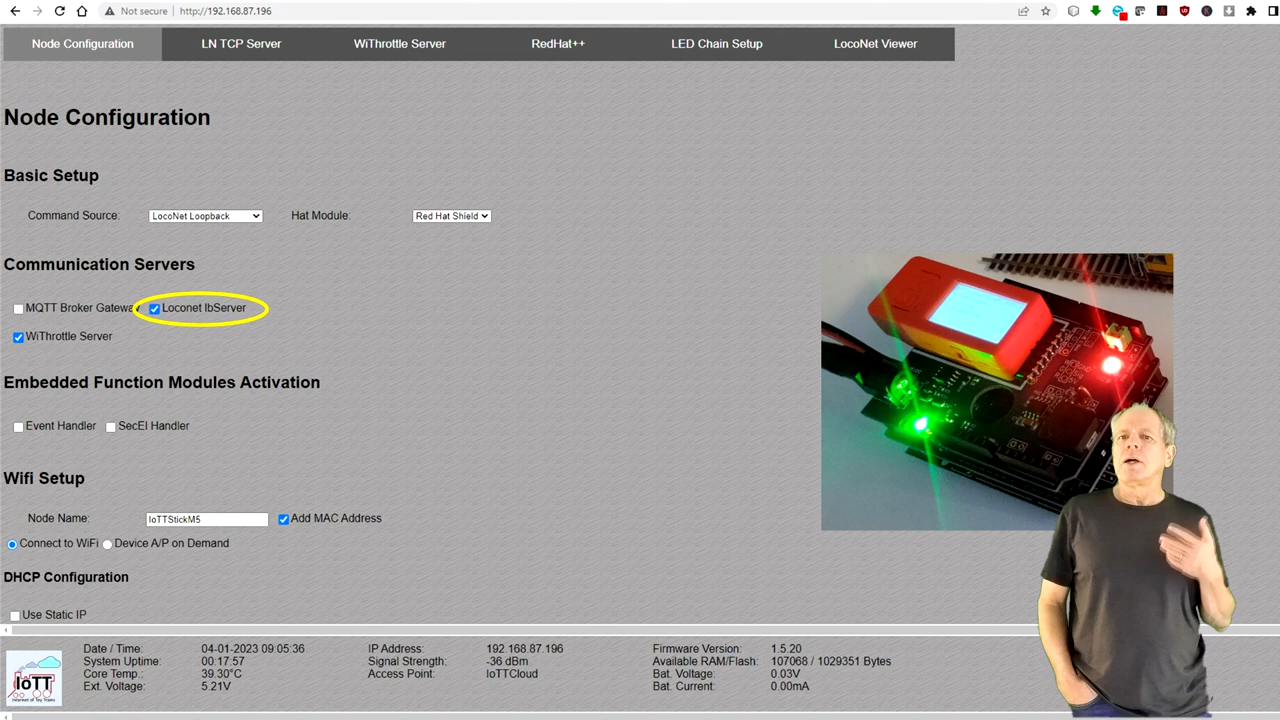 Not secure | http://192.168.87.196
Node Configuration LN TCP Server WiThrottle Server RedHat++ LED Chain Setup LocoNet Viewer
Node Configuration
Basic Setup
Command Source: LocoNet Loopback Hat Module: Red Hat Shield
Communication Servers
MQTT Broker Gateway Loconet lbServer
WiThrottle Server
Embedded Function Modules Activation
Event Handler SecEl Handler
Wifi Setup
Node Name: IoTTStickM5 Add MAC Address
Connect to WiFi Device A/P on Demand
DHCP Configuration
Use Static IP
Date / Time: 04-01-2023 09:05:36 IP Address: 192.168.87.196 Firmware Version: 1.5.20
System Uptime: 00:17:57 Signal Strength: -36 dBm Available RAM/Flash: 107068 / 1029351 Bytes
Core Temp.: 39.30°C Access Point: IoTTCloud Bat. Voltage: 0.03V
Ext. Voltage: 5.21V Bat. Current: 0.00mA
IoTT
Internet of Toy Trains